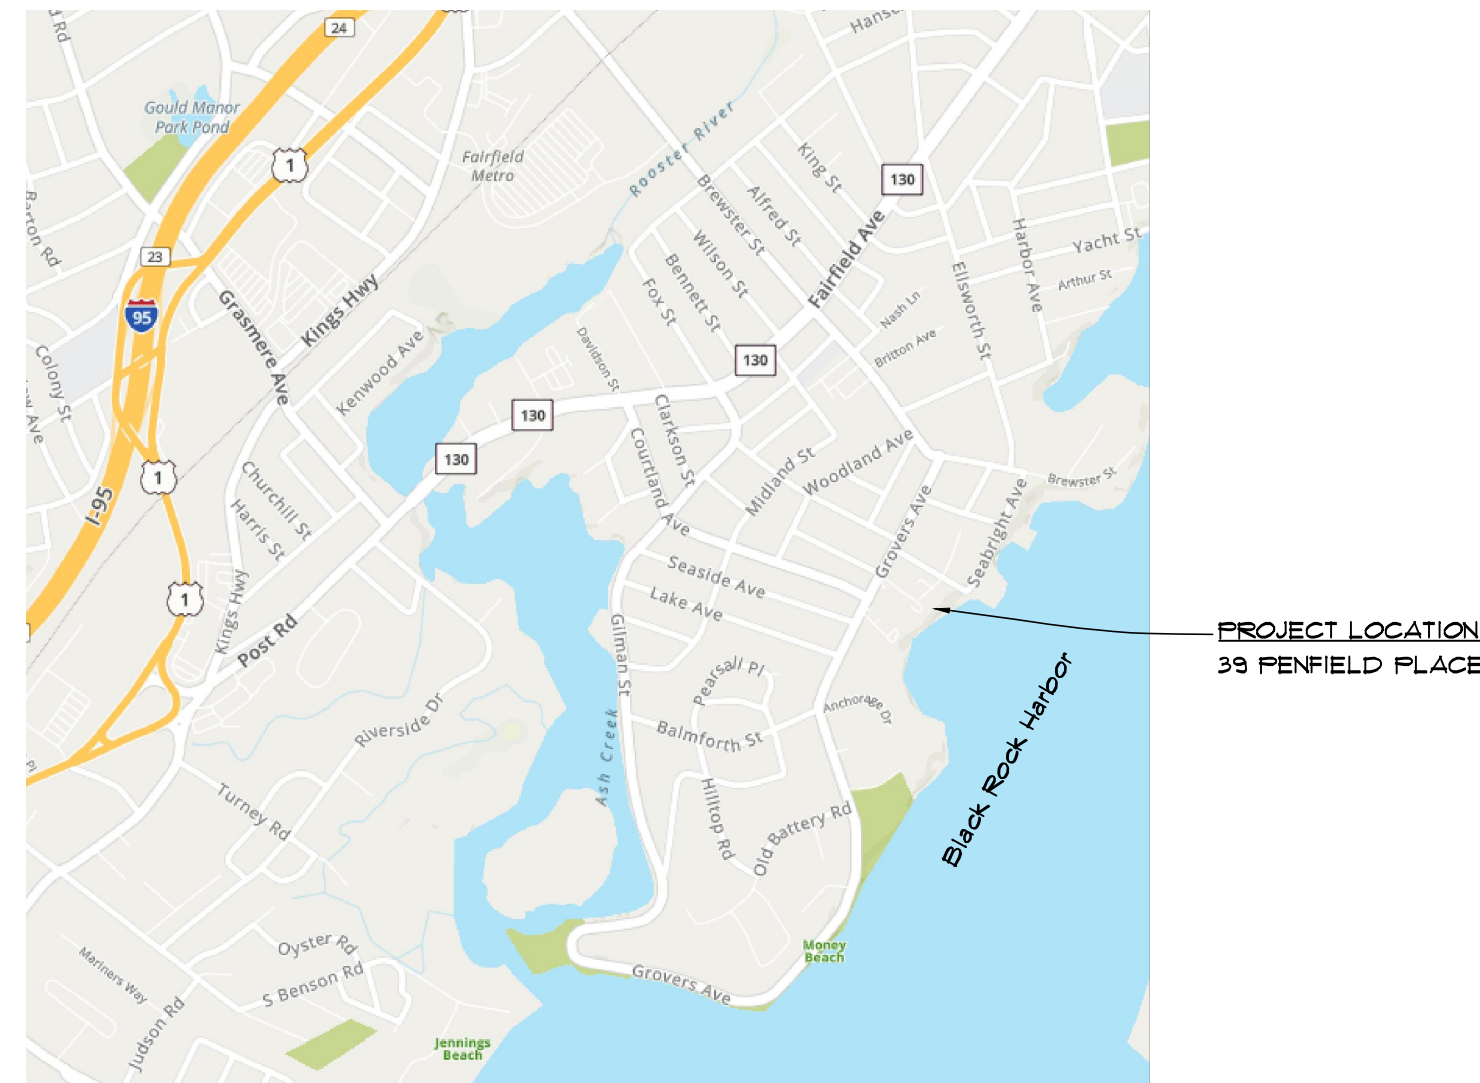 24
Hansc
d Rd
Gould Manor
Park Pond
1
Fairfield
Metro
Rooster River
King St
130
Brewster St
Alfred St
Fairfield Ave
Harbor Ave
Yacht St
Barton Rd
23
Wilson St
Bennett St
Fox St
Ellsworth St
Arthur St
Nash Ln
Britton Ave
95
Grasmere Ave
Kings Hwy
Kenwood Ave
Davidson St
130
Colony St
w Ave
130
130
Clarkson St
Courtland Ave
Midland St
Woodland Ave
Brewster St
1
I-95
Churchill St
Harris St
Grovers Ave
Seabright Ave
Seaside Ave
Lake Ave
1
Kings Hwy
Post Rd
Gilman St
PROJECT LOCATION
39 PENFIELD PLACE
Pearsall Pl
Anchorage Dr
Riverside Dr
Balmforth St
Ash Creek
Black Rock Harbor
Pl
Turney Rd
Hilltop Rd
Old Battery Rd
Oyster Rd
Mariners Way
S Benson Rd
Money
Beach
Grovers Ave
Judson Rd
Jennings
Beach